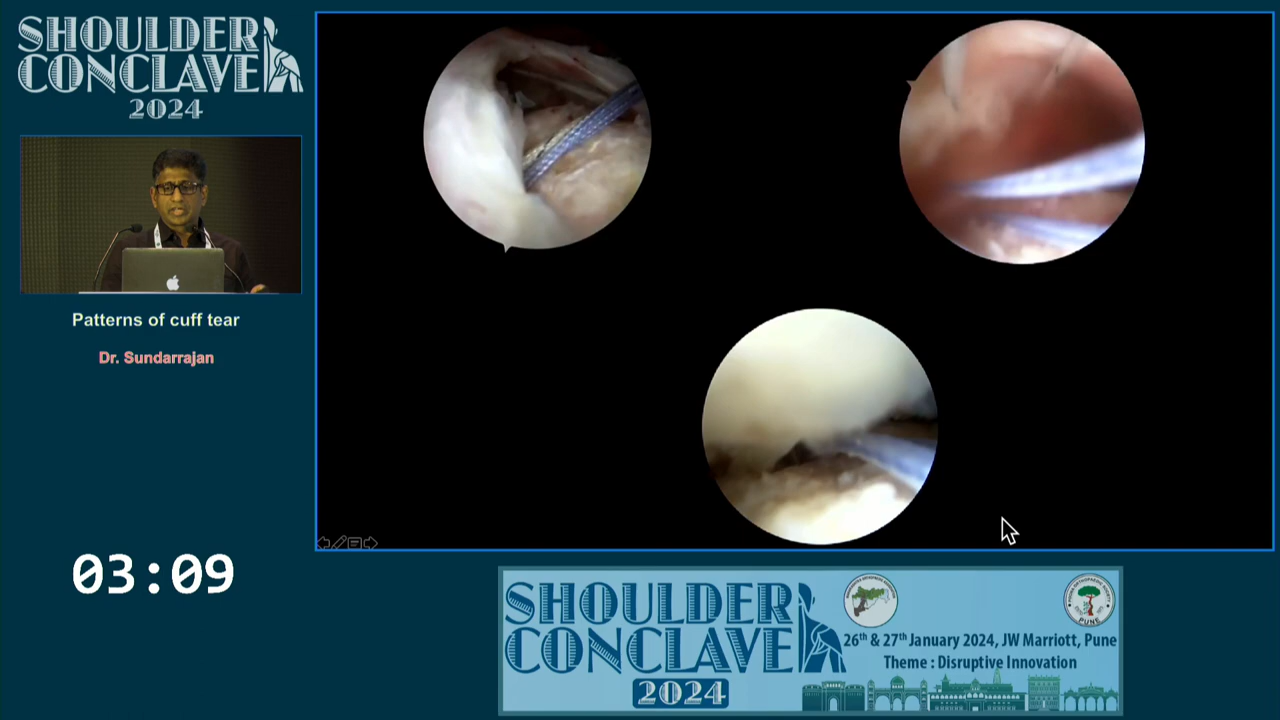 SHOULDER
CONCLAVE
2024
Patterns of cuff tear
Dr. Sundarrajan
03:09
SHOULDER
CONCLAVE
2024
26th & 27th January 2024, JW Marriott, Pune
Theme : Disruptive Innovation
PUNE